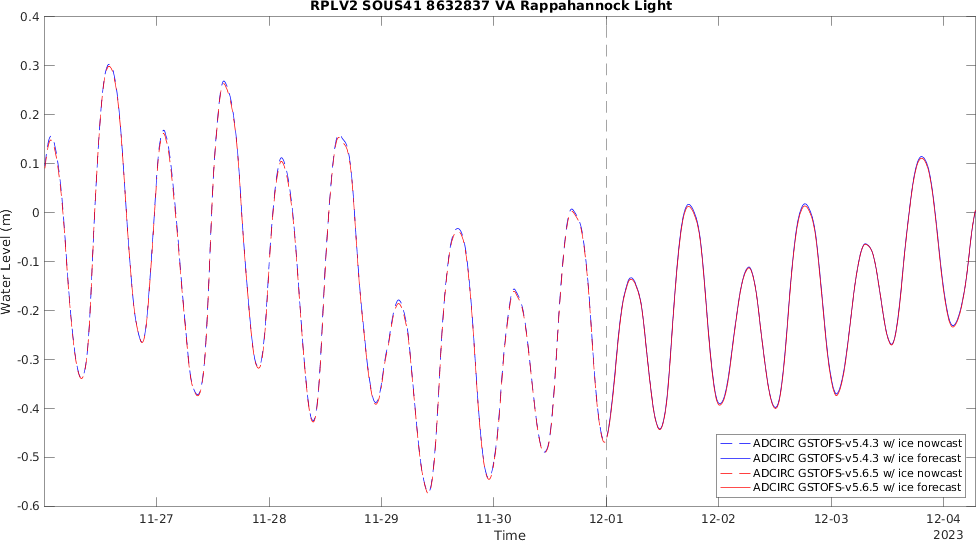 RPLV2 SOUS41 8632837 VA Rappahannock Light
0.4
0.3
0.2
0.1
0
-0.1
-0.2
-0.3
-0.4
-0.5
-0.6
Water Level (m)
11-27 11-28 11-29 11-30 12-01 12-02 12-03 12-04
Time
2023
ADCIRC GSTOFS-v5.4.3 w/ ice nowcast
ADCIRC GSTOFS-v5.4.3 w/ ice forecast
ADCIRC GSTOFS-v5.6.5 w/ ice nowcast
ADCIRC GSTOFS-v5.6.5 w/ ice forecast